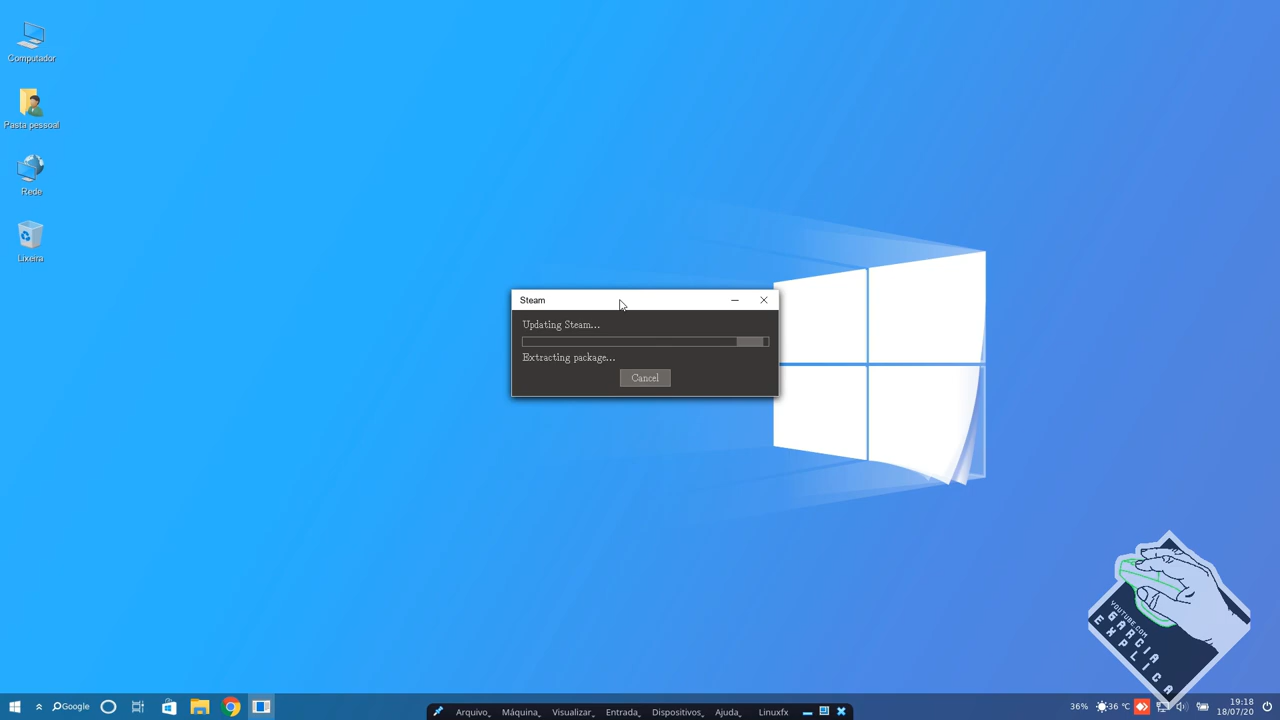 Computador
Pasta pessoal
Rede
Lixeira
Steam
Updating Steam...
Extracting package...
Cancel
YOUTUBE.COM
GARCIA
EXPLICA
Google
Arquivo
Máquina
Visualizar
Entrada
Dispositivos
Ajuda
Linuxfx
36%
36 °C
19:18
18/07/20